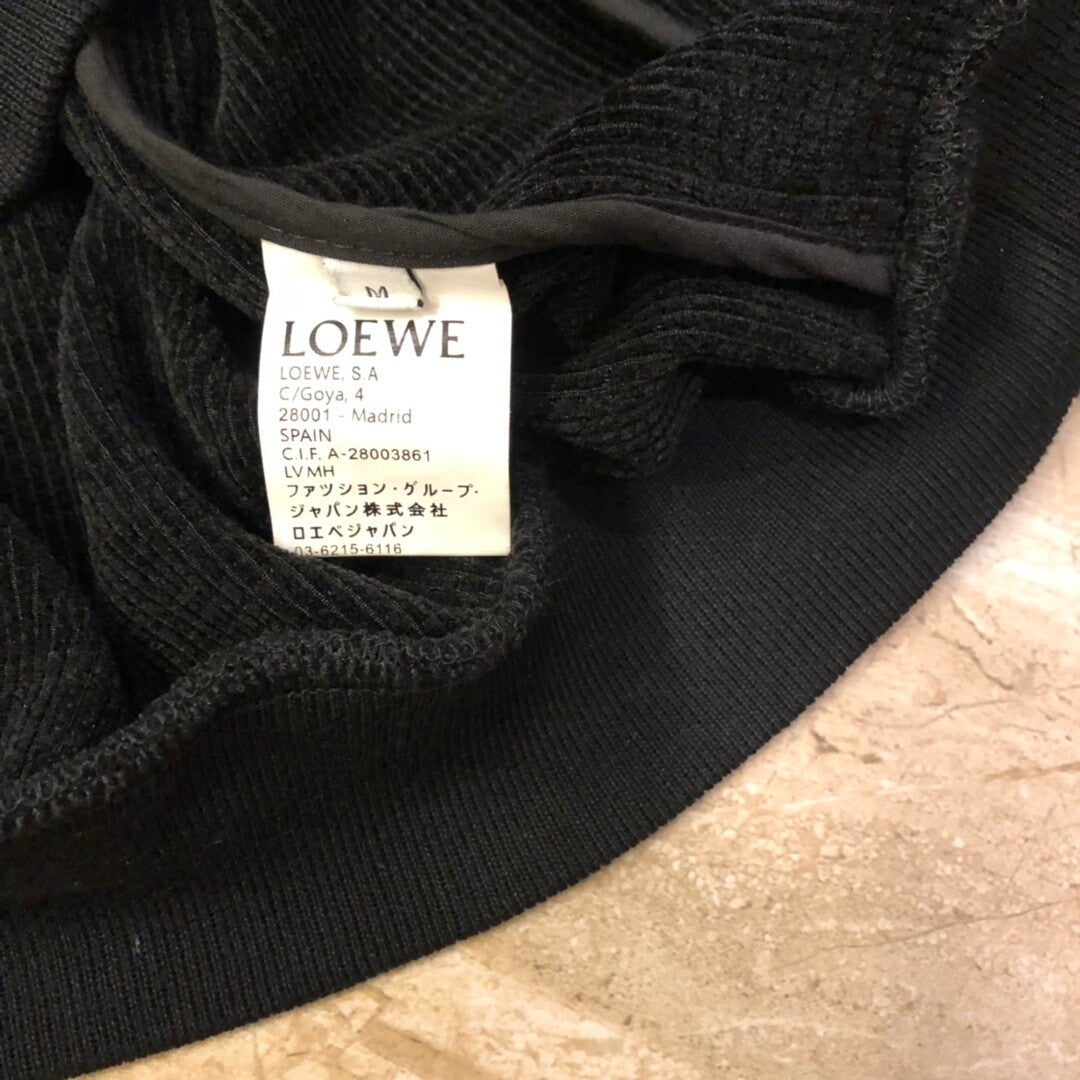 M
LOEWE
LOEWE, S.A
C/Goya, 4
28001 - Madrid
SPAIN
C.I.F. A-28003861
LVMH
ファツション・グループ・
ジャパン株式会社
ロエベジャパン
03-6215-6116